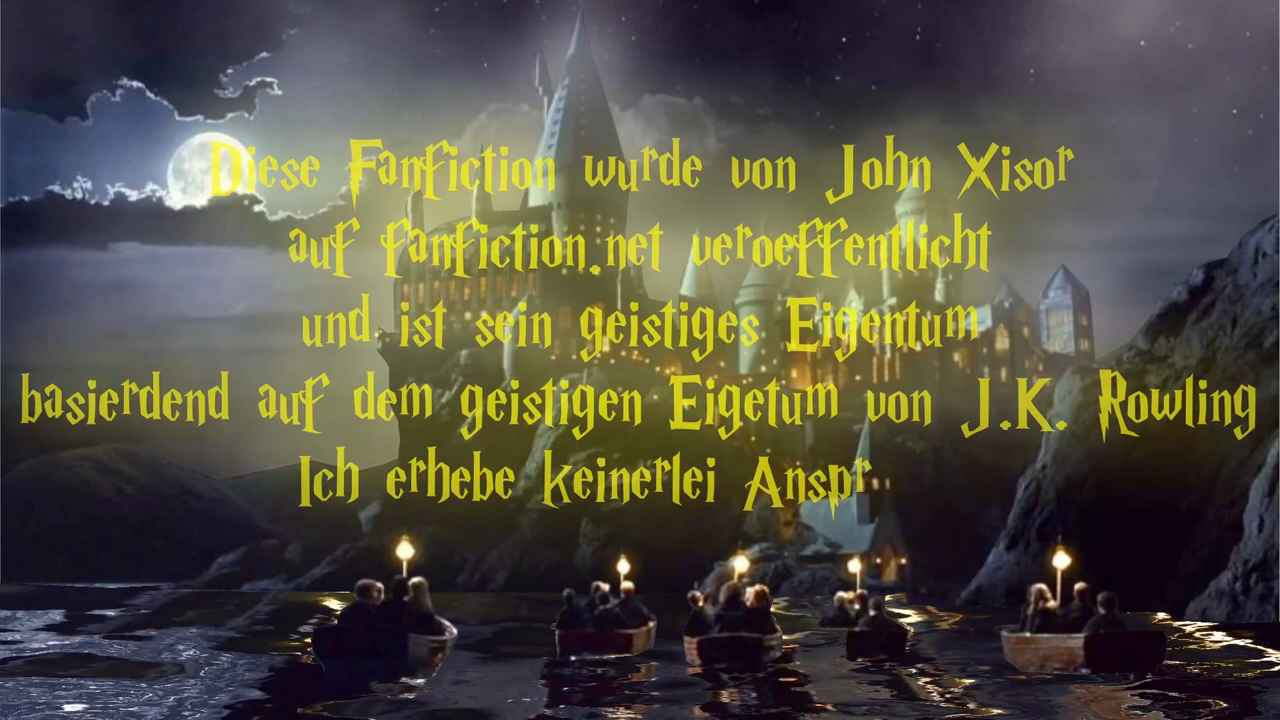 Diese Fanfiction wurde von John Xisor
auf fanfiction.net veroeffentlicht
und ist sein geistiges Eigentum
basierdend auf dem geistigen Eigetum von J.K. Rowling
Ich erhebe keinerlei Anspr